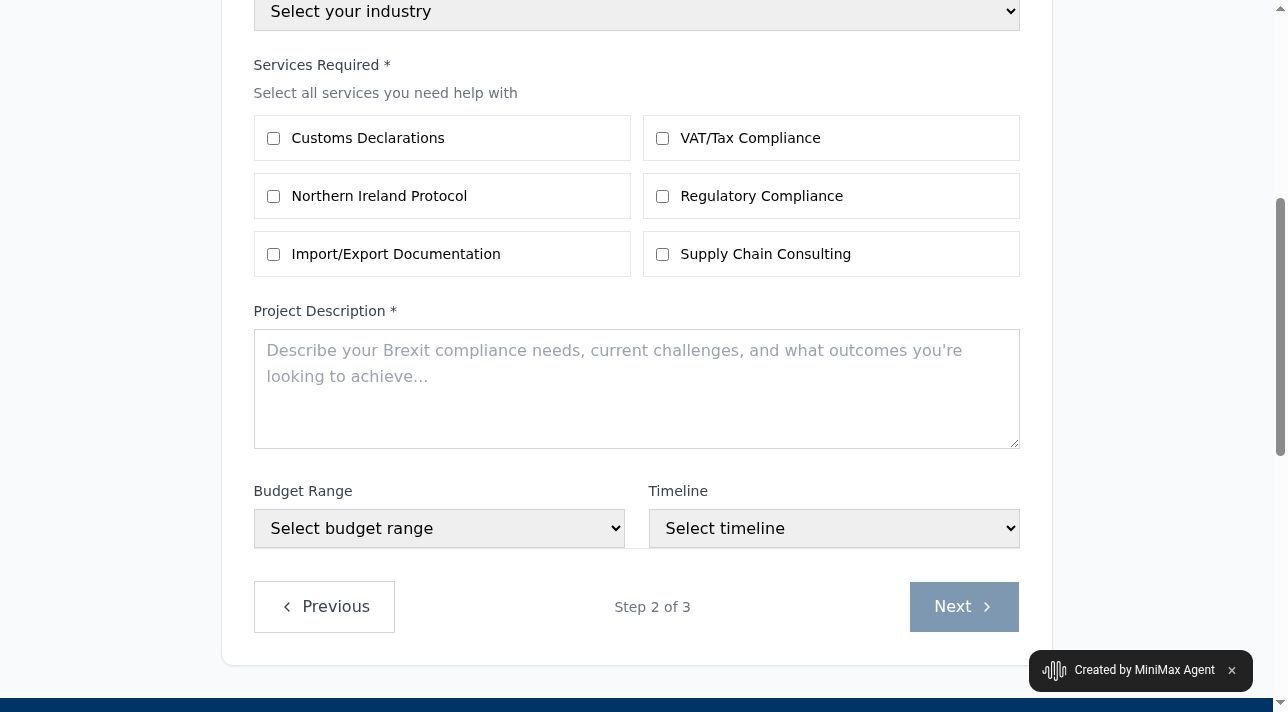 Select your industry
Services Required *
Select all services you need help with
Customs Declarations
VAT/Tax Compliance
Northern Ireland Protocol
Regulatory Compliance
Import/Export Documentation
Supply Chain Consulting
Project Description *
Describe your Brexit compliance needs, current challenges, and what outcomes you're
looking to achieve...
Budget Range
Timeline
Select budget range
Select timeline
Previous
Step 2 of 3
Next
Created by MiniMax Agent